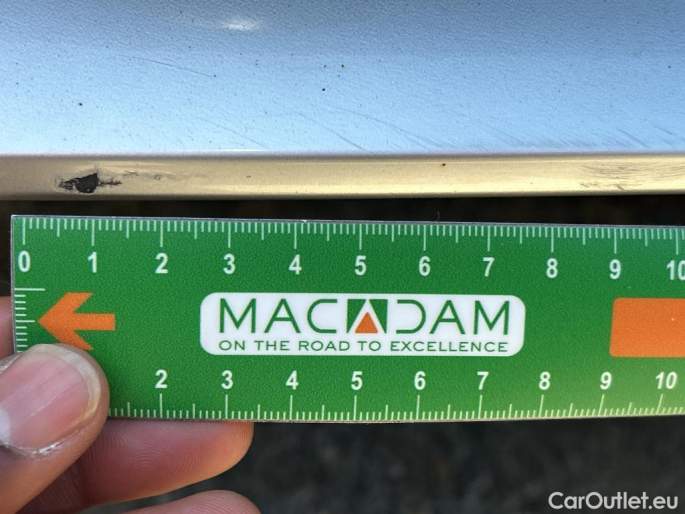 0 1 2 3 4 5 6 7 8 9 10
MACADAM
ON THE ROAD TO EXCELLENCE
2 3 4 5 6 7 8 9 10
CarOutlet.eu